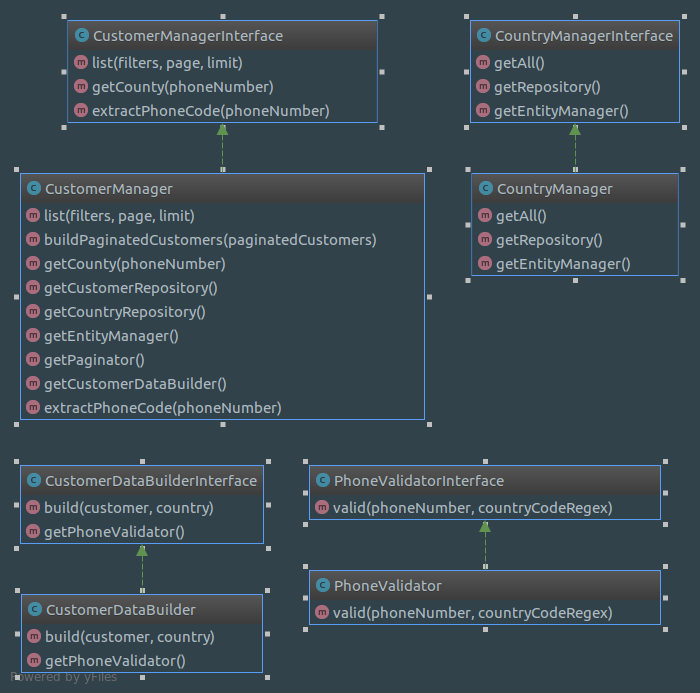 CustomerManagerInterface
list(filters, page, limit)
getCounty(phoneNumber)
extractPhoneCode(phoneNumber)
CountryManagerInterface
getAll()
getRepository()
getEntityManager()
CustomerManager
list(filters, page, limit)
buildPaginatedCustomers(paginatedCustomers)
getCounty(phoneNumber)
getCustomerRepository()
getCountryRepository()
getEntityManager()
getPaginator()
getCustomerDataBuilder()
extractPhoneCode(phoneNumber)
CountryManager
getAll()
getRepository()
getEntityManager()
CustomerDataBuilderInterface
build(customer, country)
getPhoneValidator()
PhoneValidatorInterface
valid(phoneNumber, countryCodeRegex)
CustomerDataBuilder
build(customer, country)
getPhoneValidator()
PhoneValidator
valid(phoneNumber, countryCodeRegex)
Powered by yFiles